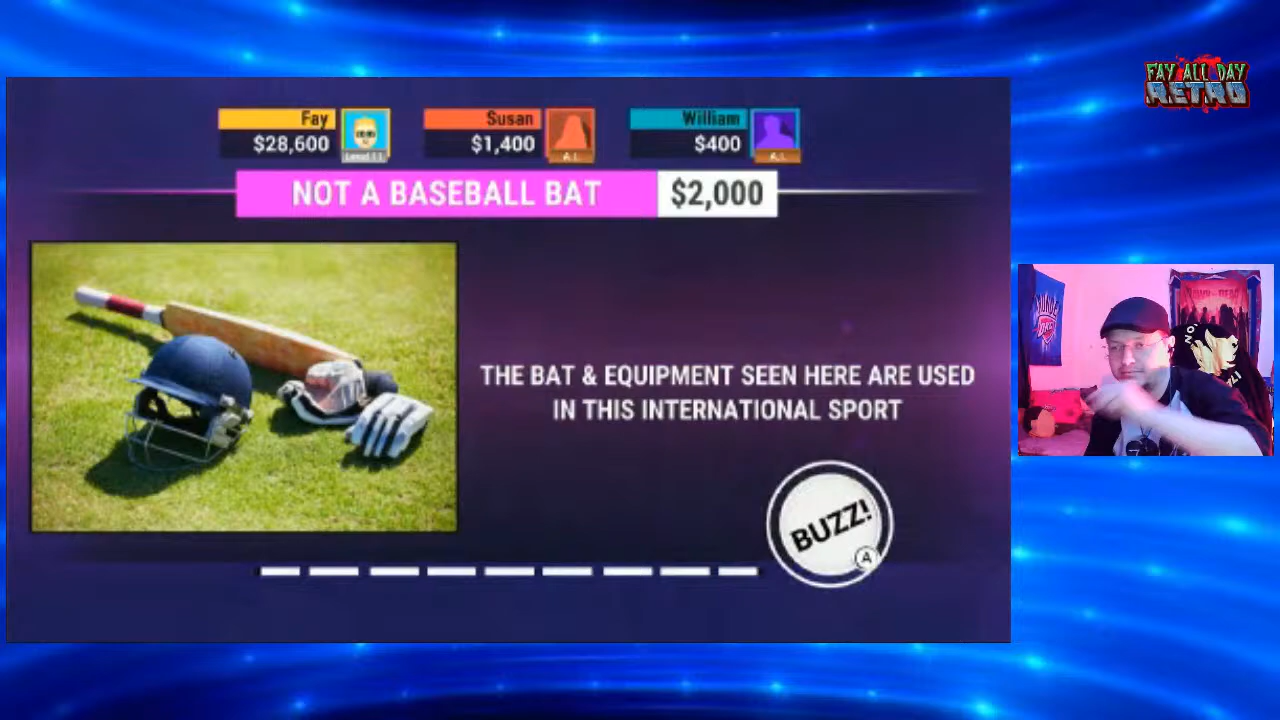 FAY ALL DAY
RETRO
Fay
$28,600
Susan
$1,400
A.I.
William
$400
A.I.
NOT A BASEBALL BAT
$2,000
THE BAT & EQUIPMENT SEEN HERE ARE USED
IN THIS INTERNATIONAL SPORT
BUZZ!
A